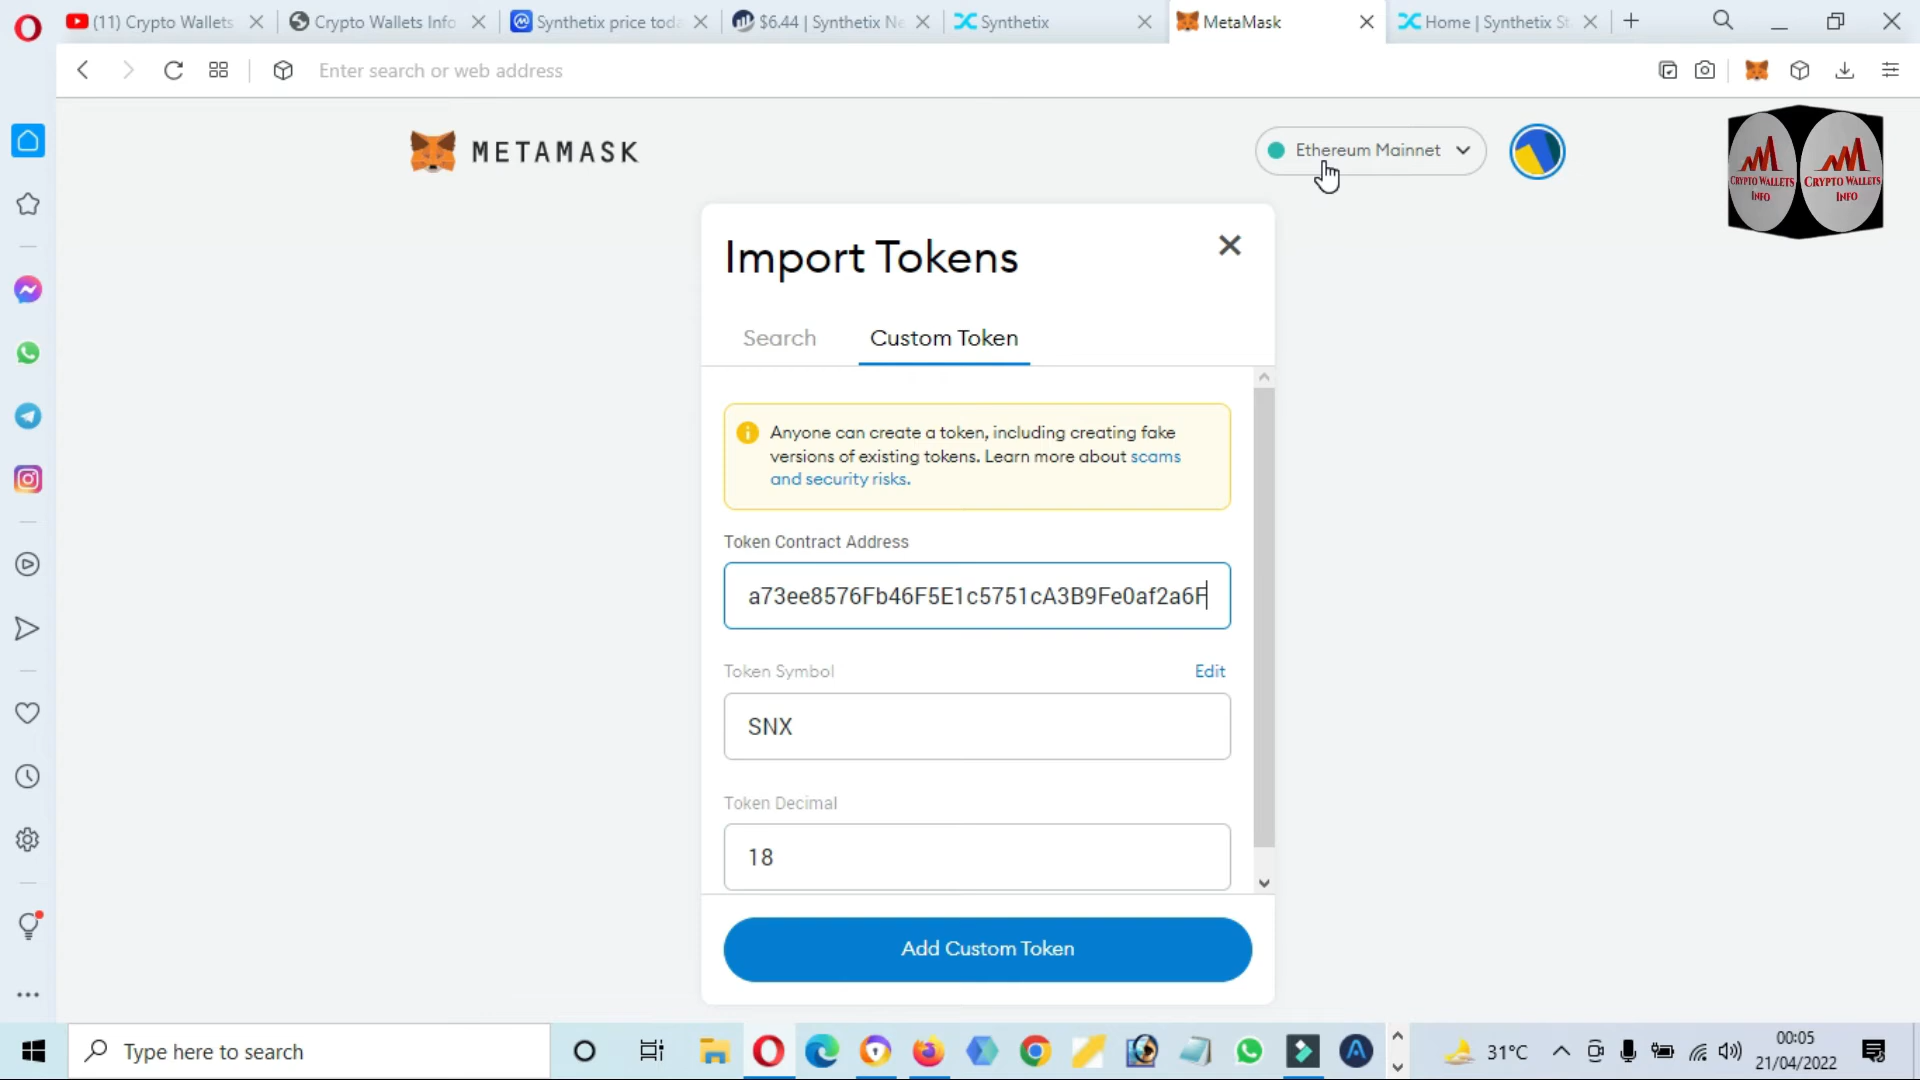 (11) Crypto Wallets
Crypto Wallets Info
Synthetix price toda
$6.44 | Synthetix Ne
Synthetix
MetaMask
Home | Synthetix St
Enter search or web address
METAMASK
Ethereum Mainnet
CRYPTO WALLETS
INFO
CRYPTO WALLETS
INFO
Import Tokens
Search
Custom Token
Anyone can create a token, including creating fake
versions of existing tokens. Learn more about scams
and security risks.
Token Contract Address
a73ee8576Fb46F5E1c5751cA3B9Fe0af2a6F
Token Symbol
Edit
SNX
Token Decimal
18
Add Custom Token
Type here to search
31°C
00:05
21/04/2022